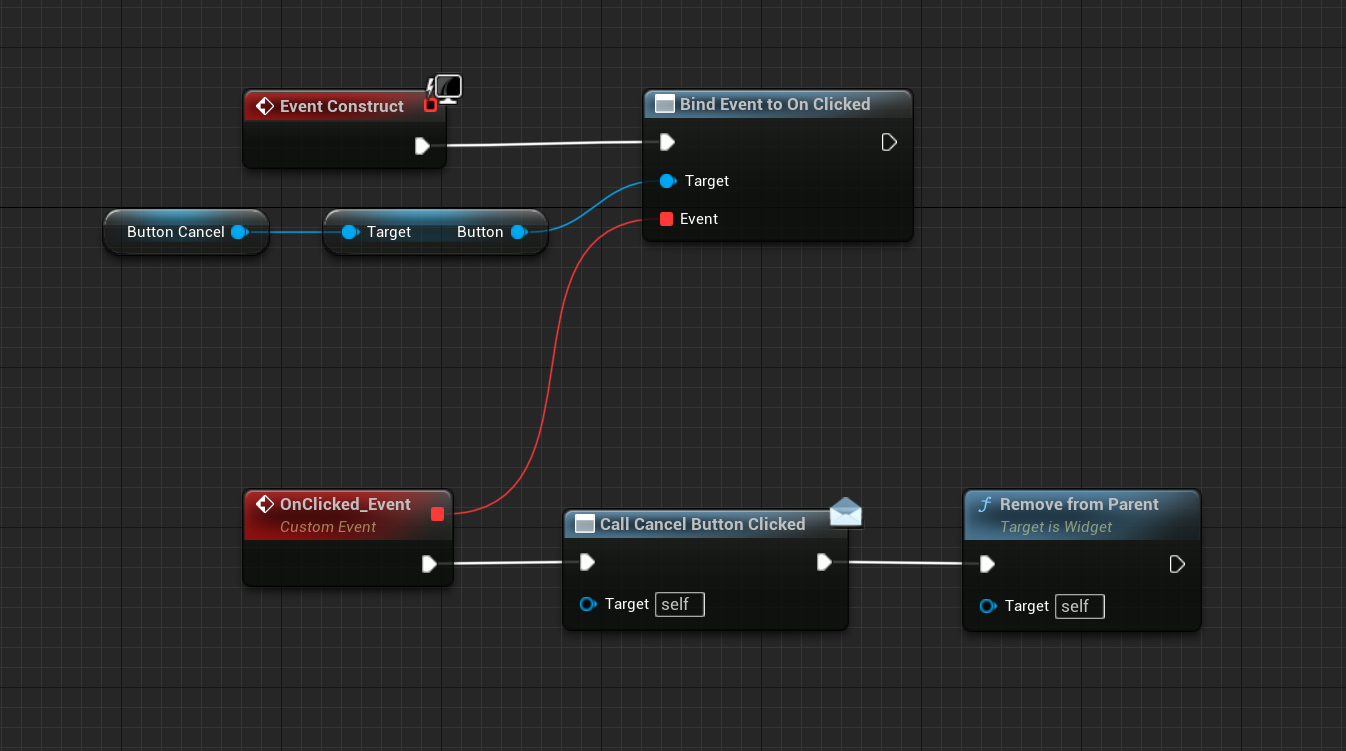 Event Construct
Bind Event to On Clicked
Target
Event
Button Cancel
Target
Button
OnClicked_Event
Custom Event
Call Cancel Button Clicked
Target
self
Remove from Parent
Target is Widget
Target
self